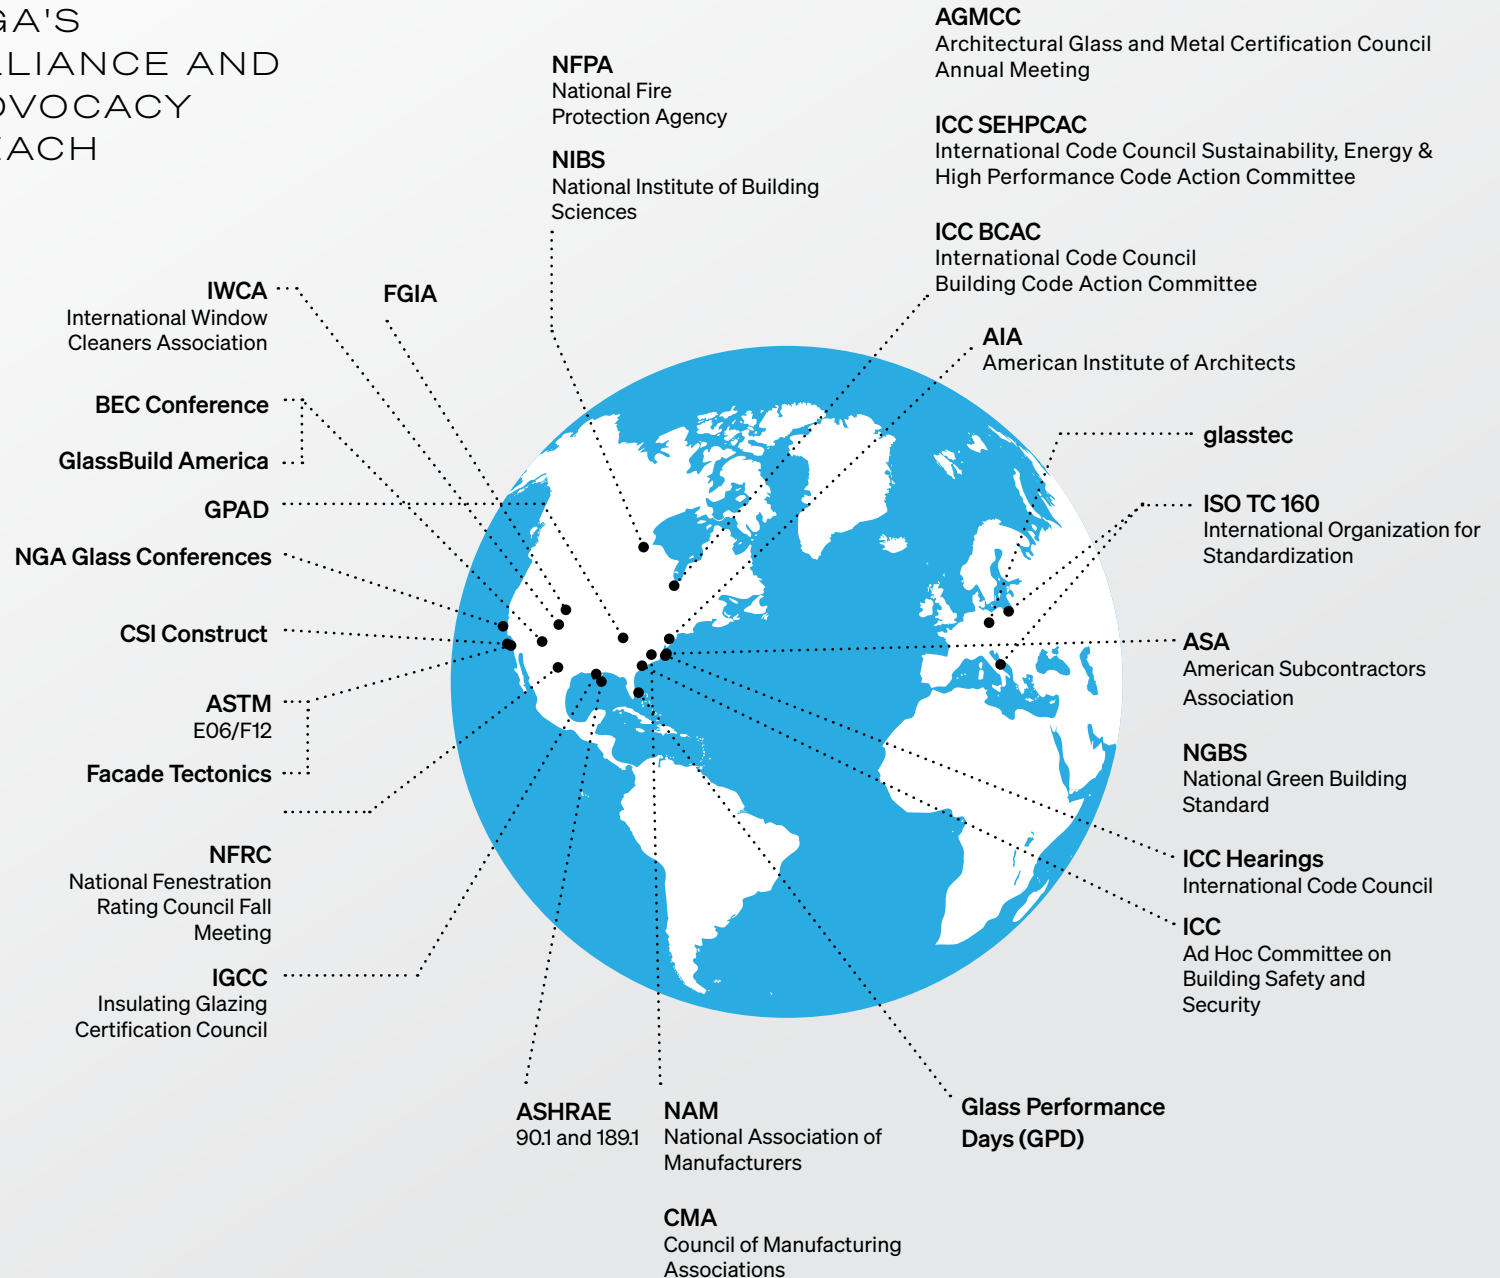 GA'S
LLIANCE AND
DVOCACY
EACH
NFPA
National Fire
Protection Agency
NIBS
National Institute of Building
Sciences
AGMCC
Architectural Glass and Metal Certification Council
Annual Meeting
ICC SEHPCAC
International Code Council Sustainability, Energy &
High Performance Code Action Committee
ICC BCAC
International Code Council
Building Code Action Committee
AIA
American Institute of Architects
IWCA
International Window
Cleaners Association
FGIA
BEC Conference
GlassBuild America
GPAD
NGA Glass Conferences
CSI Construct
ASTM
E06/F12
Facade Tectonics
NFRC
National Fenestration
Rating Council Fall
Meeting
IGCC
Insulating Glazing
Certification Council
glasstec
ISO TC 160
International Organization for
Standardization
ASA
American Subcontractors
Association
NGBS
National Green Building
Standard
ICC Hearings
International Code Council
ICC
Ad Hoc Committee on
Building Safety and
Security
ASHRAE
90.1 and 189.1
NAM
National Association of
Manufacturers
CMA
Council of Manufacturing
Associations
Glass Performance
Days (GPD)